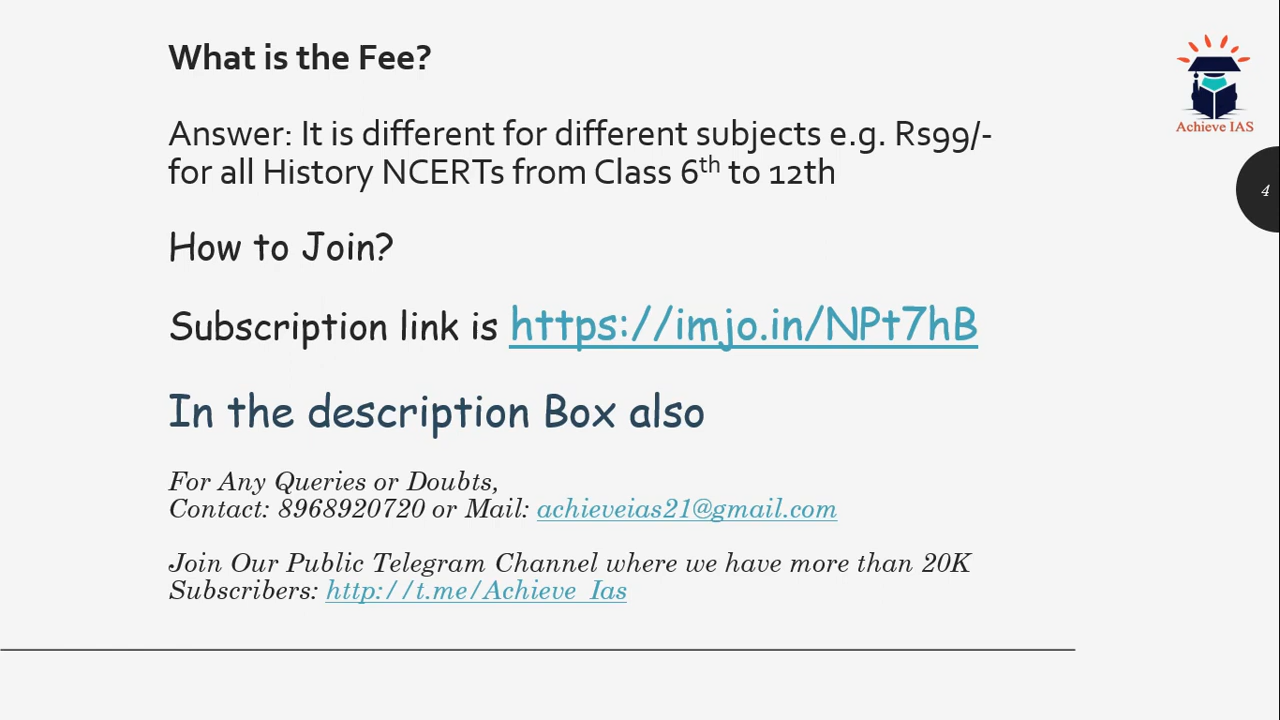 What is the Fee?
Answer: It is different for different subjects e.g. Rs99/-
for all History NCERTs from Class 6th to 12th
How to Join?
Subscription link is https://imjo.in/NPt7hB
In the description Box also
For Any Queries or Doubts,
Contact: 8968920720 or Mail: achieveias21@gmail.com
Join Our Public Telegram Channel where we have more than 20K
Subscribers: http://t.me/Achieve_Ias
Achieve IAS
4